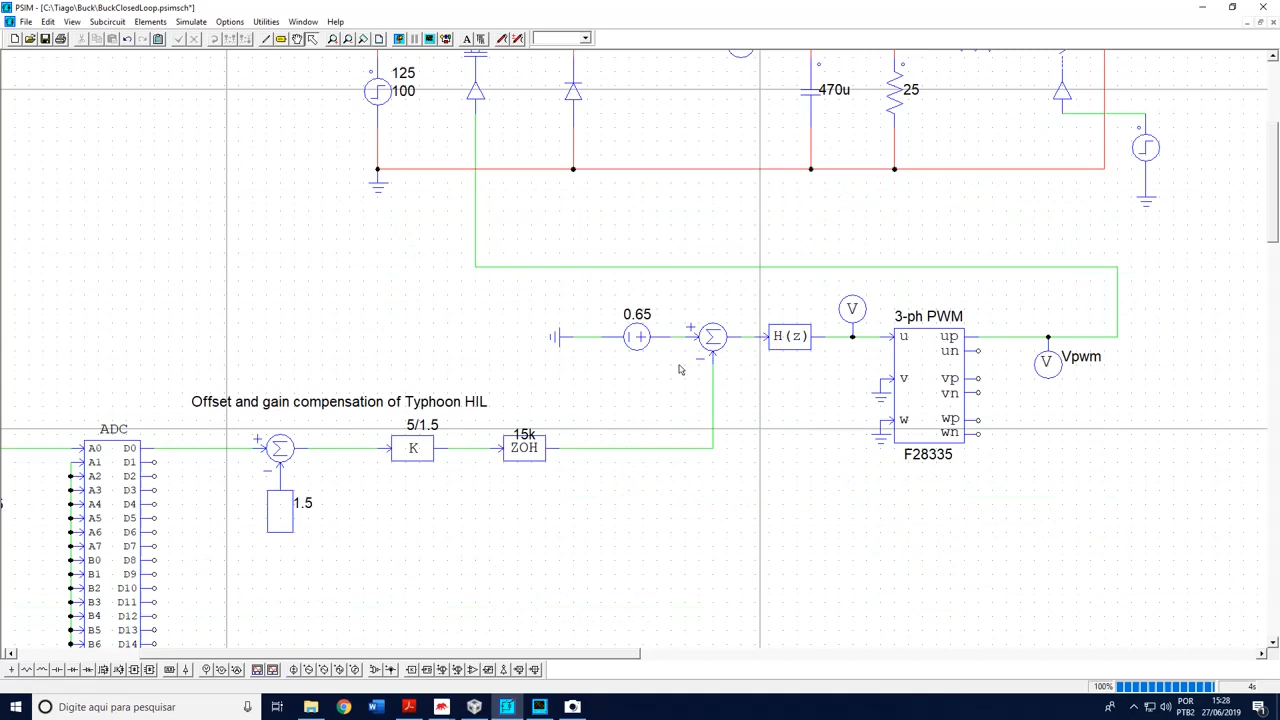 PSIM - [C:\Tiago\Buck\BuckClosedLoop.psimsch*]
File Edit View Subcircuit Elements Simulate Options Utilities Window Help
125
100
470u
25
0.65
+
−
Σ
H(z)
V
3-ph PWM
u up
un
v vp
vn
w wp
wn
F28335
V
Vpwm
Offset and gain compensation of Typhoon HIL
ADC
A0 D0
A1 D1
A2 D2
A3 D3
A4 D4
A5 D5
A6 D6
A7 D7
B0 D8
B1 D9
B2 D10
B3 D11
B4 D12
B5 D13
B6 D14
+
−
Σ
1.5
5/1.5
K
15k
ZOH
100% 4s
Digite aqui para pesquisar
POR
PTB2
15:28
27/06/2019